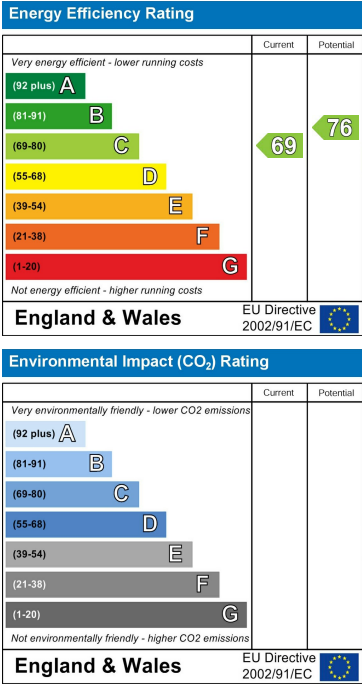 Energy Efficiency Rating
Current Potential
Very energy efficient - lower running costs
(92 plus) A
(81-91) B
(69-80) C
(55-68) D
(39-54) E
(21-38) F
(1-20) G
69
76
Not energy efficient - higher running costs
England & Wales
EU Directive
2002/91/EC
Environmental Impact (CO₂) Rating
Current Potential
Very environmentally friendly - lower CO2 emissions
(92 plus) A
(81-91) B
(69-80) C
(55-68) D
(39-54) E
(21-38) F
(1-20) G
Not environmentally friendly - higher CO2 emissions
England & Wales
EU Directive
2002/91/EC